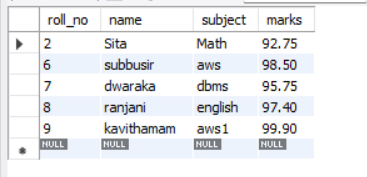 roll_no name subject marks
2 Sita Math 92.75
6 subbusir aws 98.50
7 dwaraka dbms 95.75
8 ranjani english 97.40
9 kavithamam aws1 99.90
NULL NULL NULL NULL